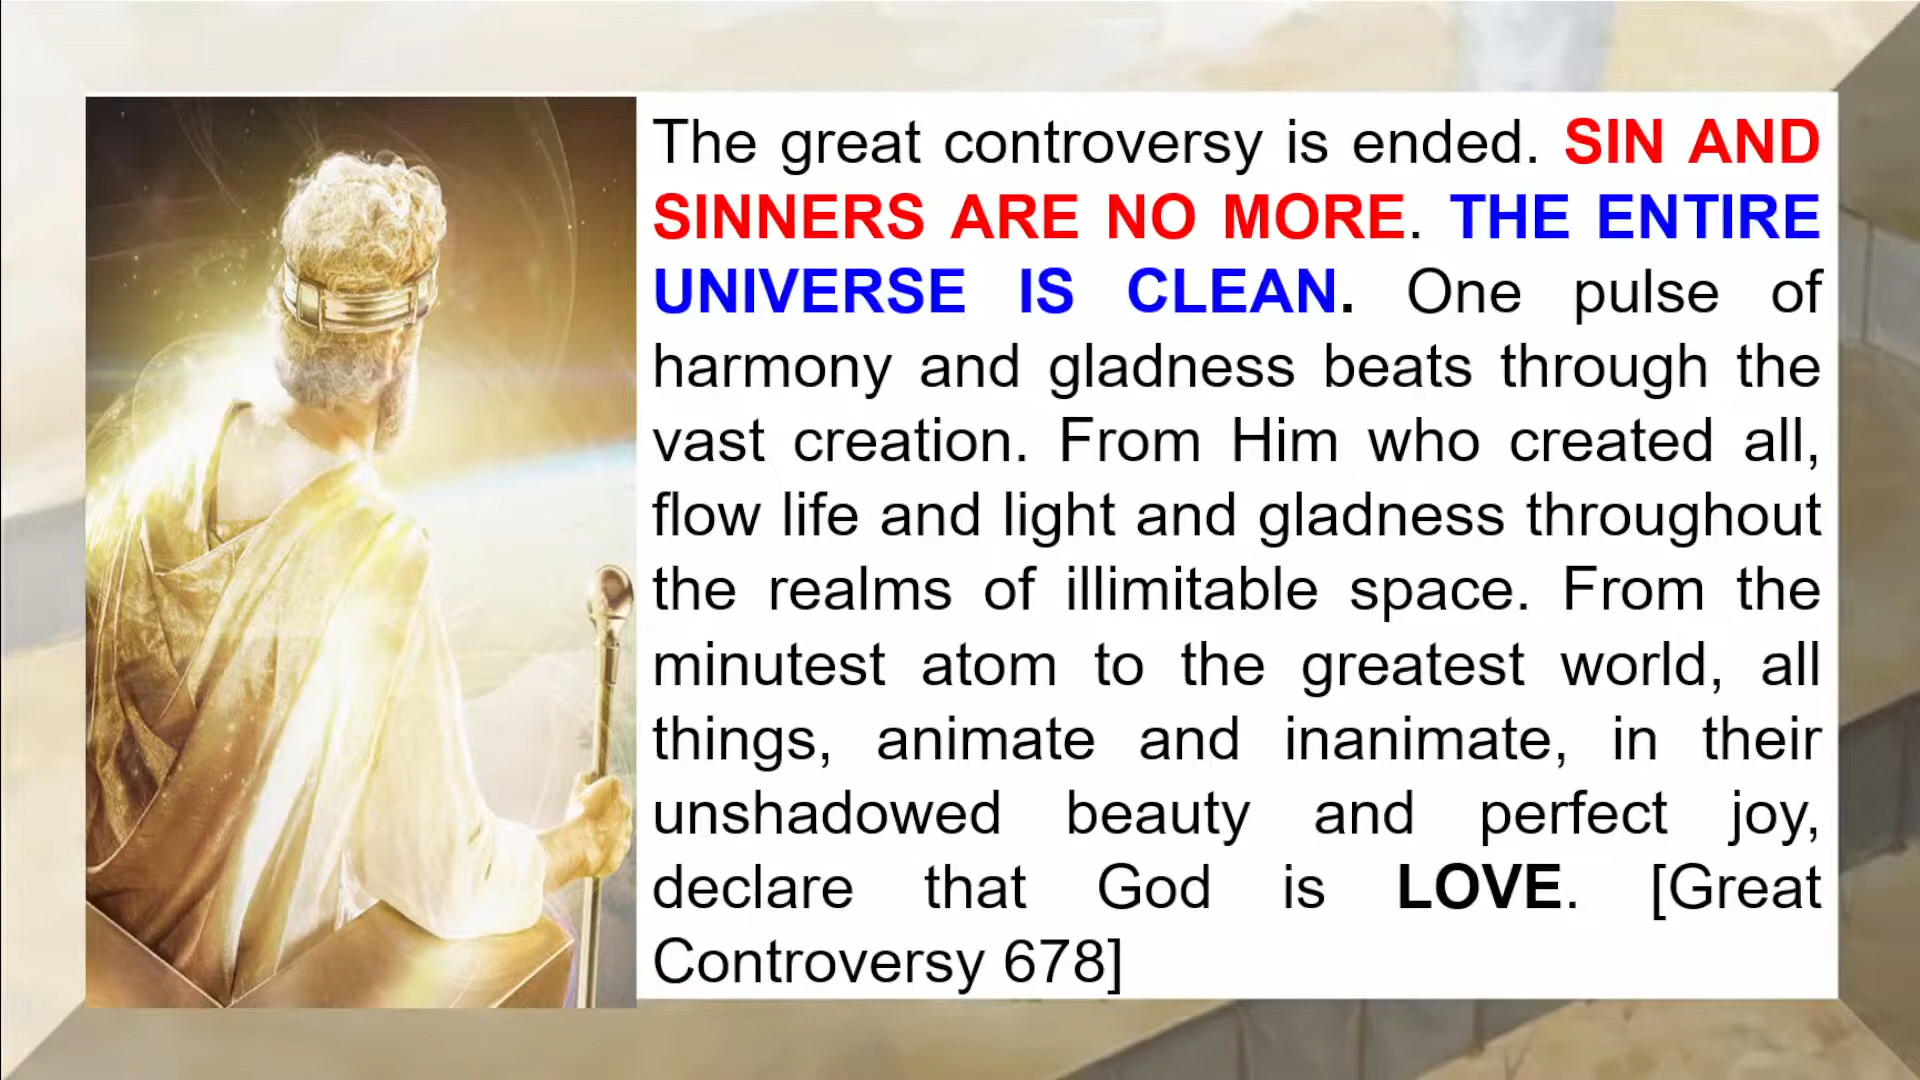 The great controversy is ended. SIN AND
SINNERS ARE NO MORE. THE ENTIRE
UNIVERSE IS CLEAN. One pulse of
harmony and gladness beats through the
vast creation. From Him who created all,
flow life and light and gladness throughout
the realms of illimitable space. From the
minutest atom to the greatest world, all
things, animate and inanimate, in their
unshadowed beauty and perfect joy,
declare that God is LOVE. [Great
Controversy 678]